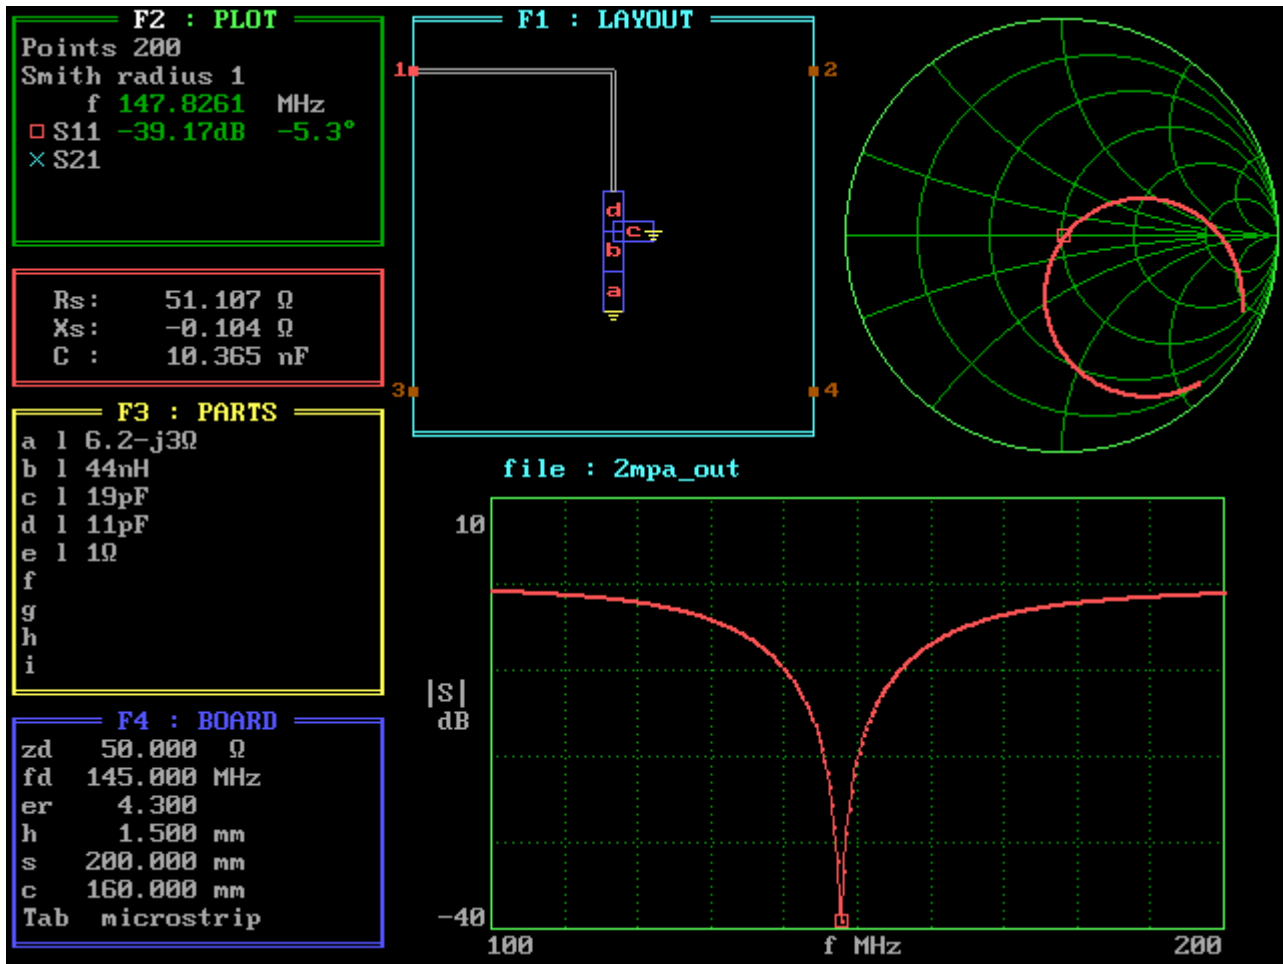 F2 : PLOT
Points 200
Smith radius 1
f 147.8261 MHz
□ S11 -39.17dB -5.3°
× S21
Rs: 51.107 Ω
Xs: -0.104 Ω
C : 10.365 nF
F3 : PARTS
a l 6.2-j3Ω
b l 44nH
c l 19pF
d l 11pF
e l 1Ω
f
g
h
i
F4 : BOARD
zd 50.000 Ω
fd 145.000 MHz
er 4.300
h 1.500 mm
s 200.000 mm
c 160.000 mm
Tab microstrip
F1 : LAYOUT
1
2
d
c
b
a
3
4
file : 2mpa_out
10
|S|
dB
-40
100 f MHz 200